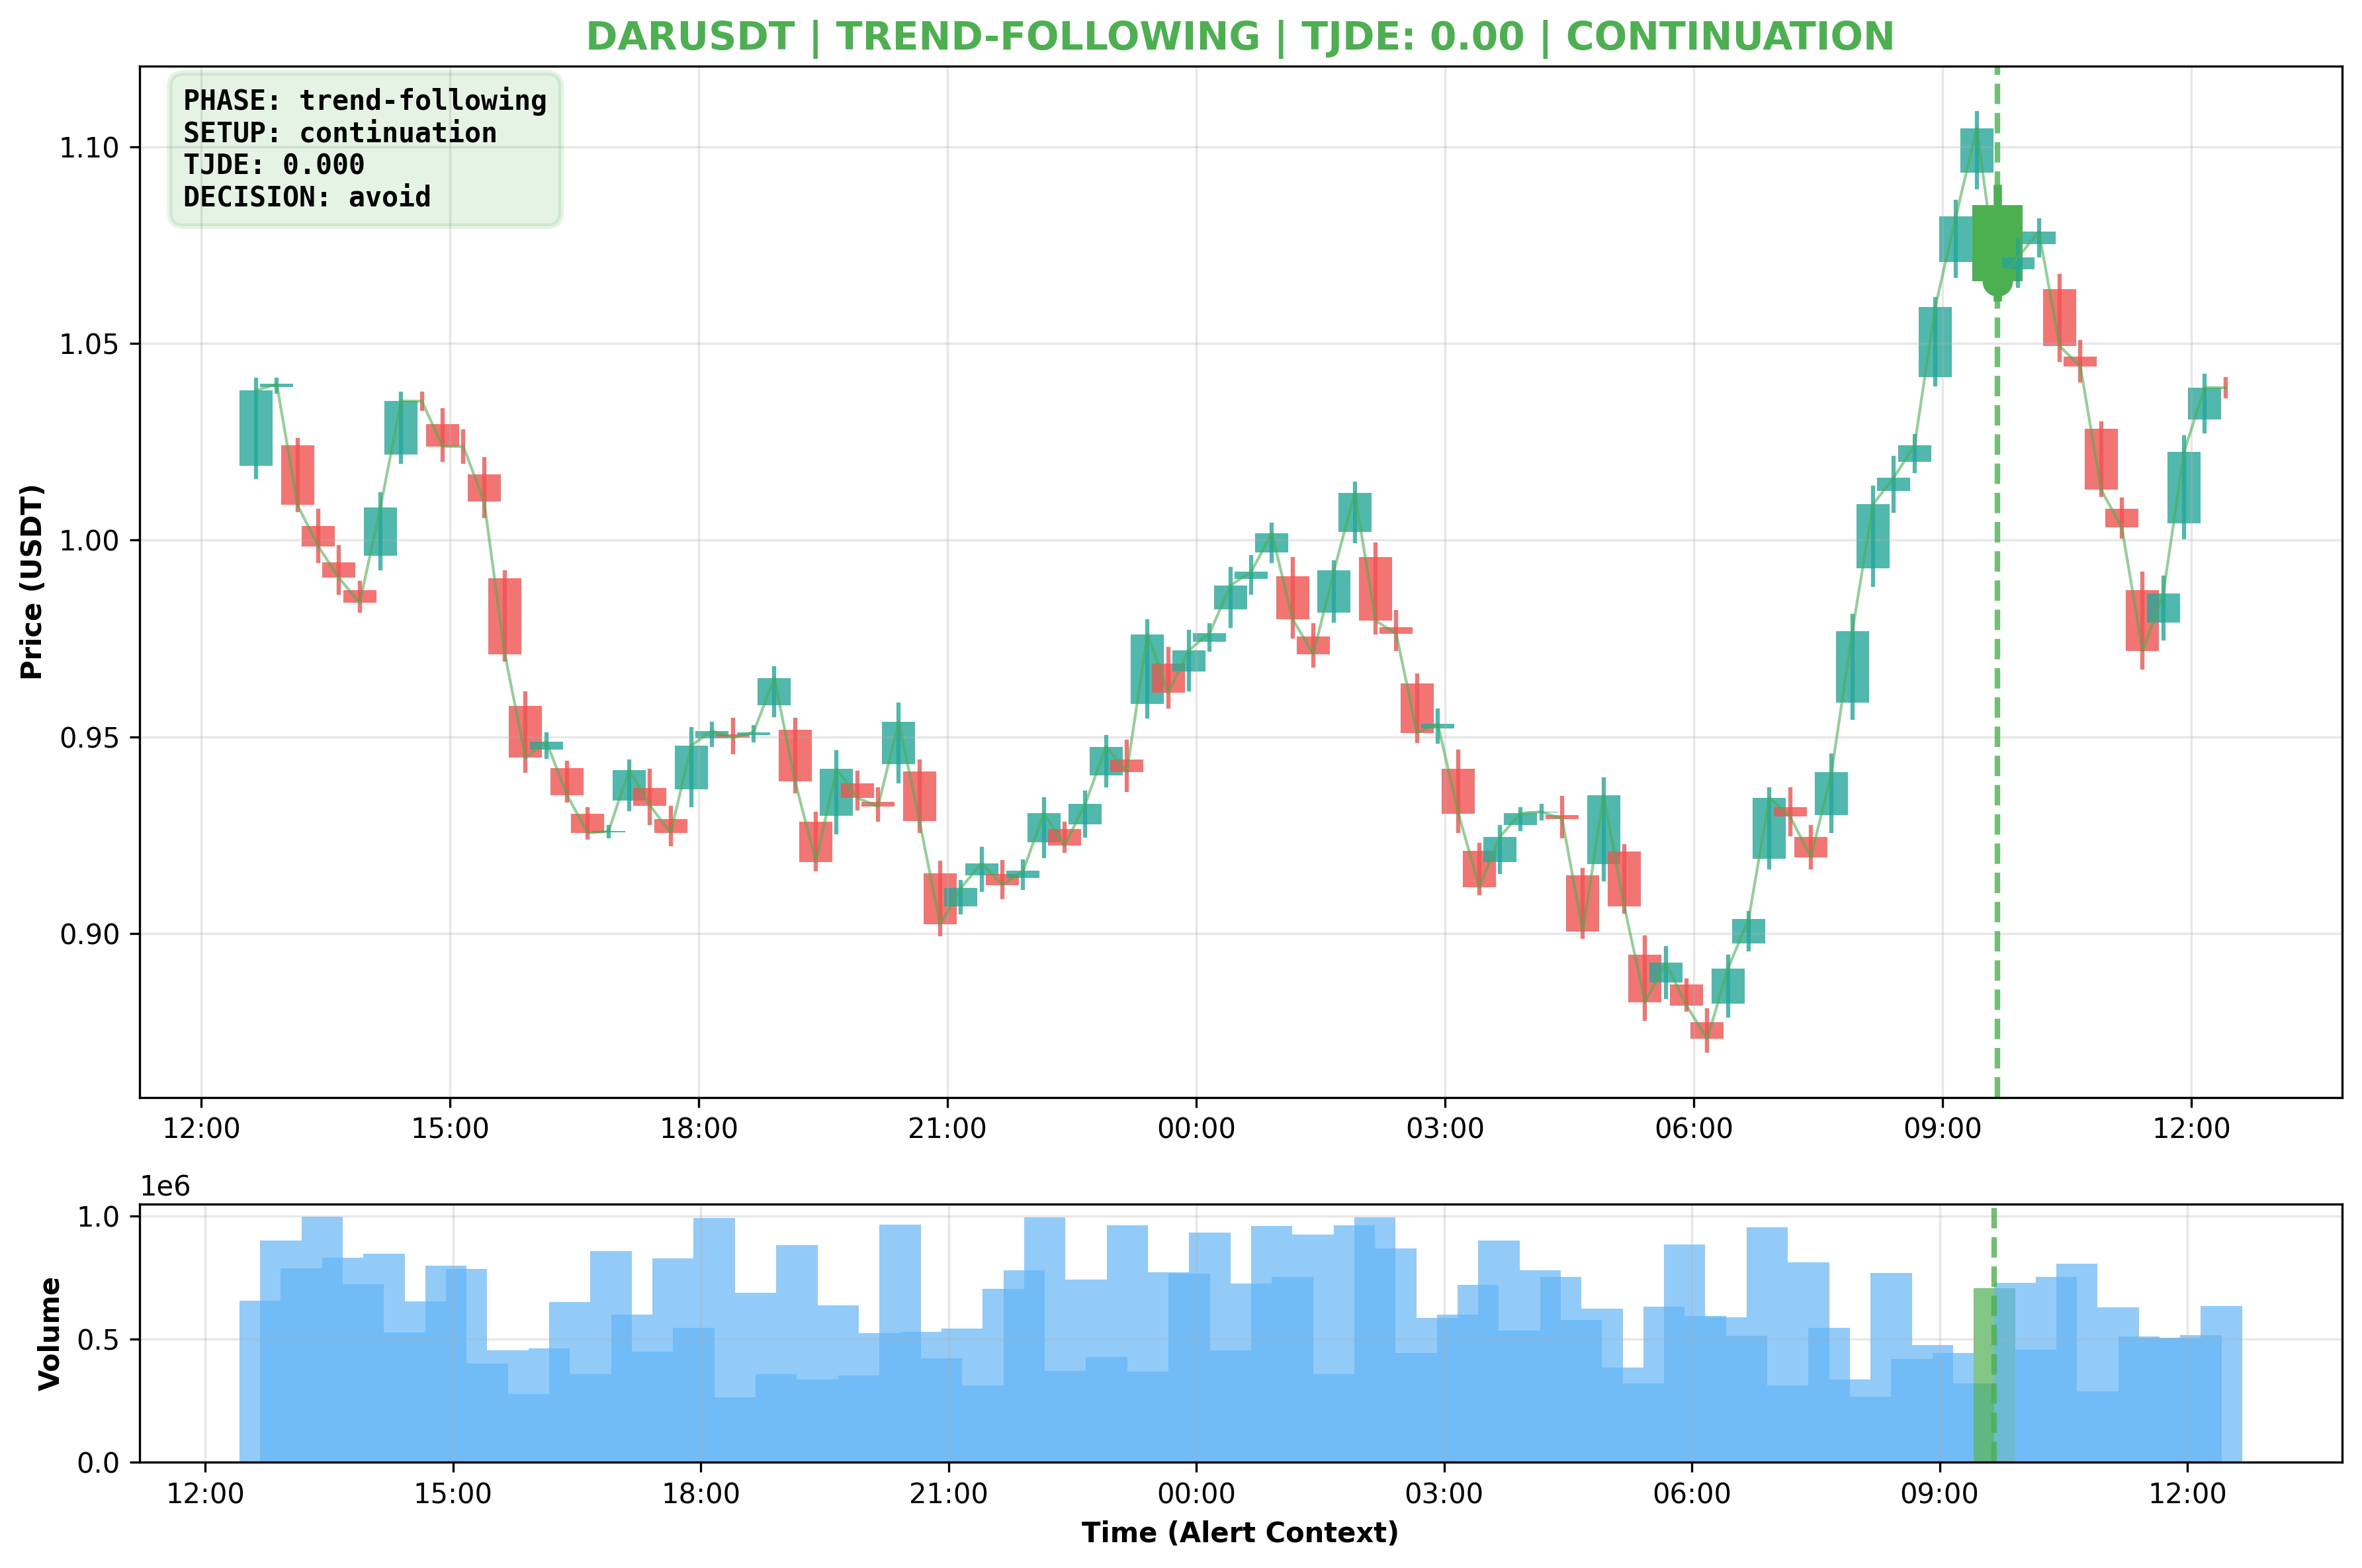 DARUSDT | TREND-FOLLOWING | TJDE: 0.00 | CONTINUATION
PHASE: trend-following
SETUP: continuation
TJDE: 0.000
DECISION: avoid
Price (USDT)
1.10
1.05
1.00
0.95
0.90
12:00 15:00 18:00 21:00 00:00 03:00 06:00 09:00 12:00
1e6
Volume
1.0
0.5
0.0
12:00 15:00 18:00 21:00 00:00 03:00 06:00 09:00 12:00
Time (Alert Context)